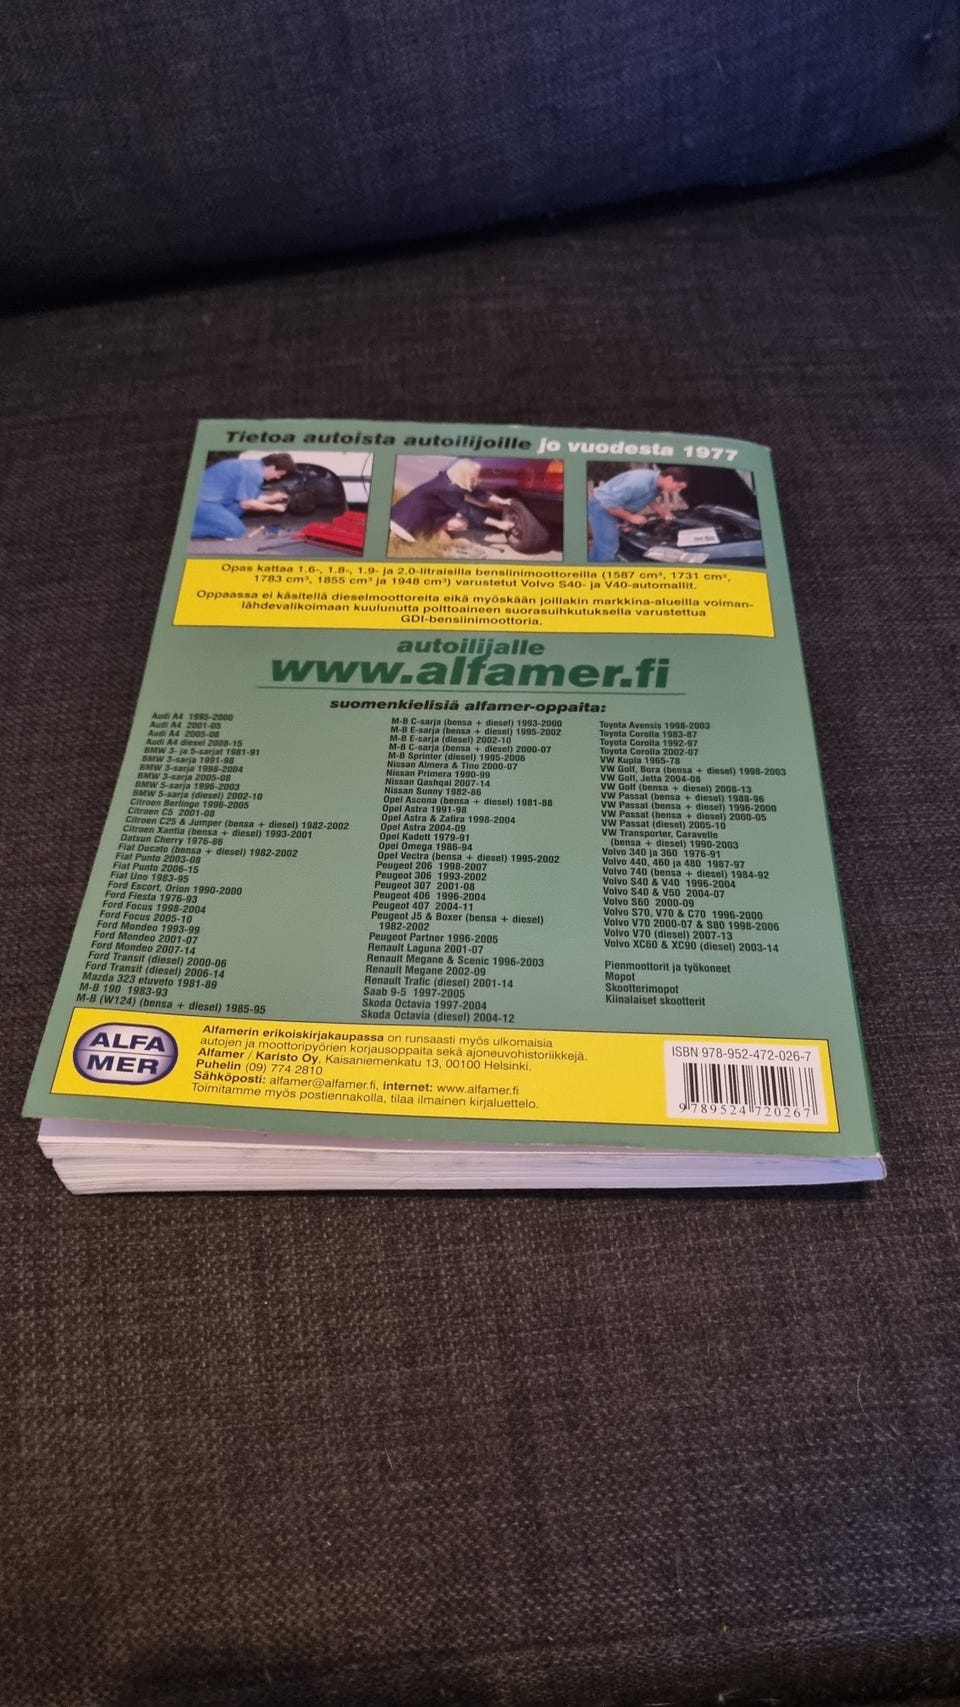 Tietoa autoista autoilijoille jo vuodesta 1977
Opas kattaa 1.6-, 1.8-, 1.9- ja 2.0-litraisilla bensiinimoottoreilla (1587 cm³, 1731 cm³,
1783 cm³, 1855 cm³ ja 1948 cm³) varustetut Volvo S40- ja V40-automallit.
Oppaassa ei käsitellä dieselmoottoreita eikä myöskään joillakin markkina-alueilla voiman-
lähdevalikoimaan kuulunutta polttoaineen suorasuihkutuksella varustettua
GDI-bensiinimoottoria.
autoilijalle
www.alfamer.fi
suomenkielisiä alfamer-oppaita:
Audi A4 1995-2000
Audi A4 2001-05
Audi A4 2005-08
Audi A4 diesel 2008-15
BMW 3- ja 5-sarjat 1981-91
BMW 3-sarja 1991-98
BMW 3-sarja 1998-2004
BMW 3-sarja 2005-08
BMW 5-sarja 1996-2003
BMW 5-sarja (diesel) 2002-10
Citroen Berlingo 1996-2005
Citroen C5 2001-08
Citroen C25 & Jumper (bensa + diesel) 1982-2002
Citroen Xantia (bensa + diesel) 1993-2001
Datsun Cherry 1976-86
Fiat Ducato (bensa + diesel) 1982-2002
Fiat Punto 2003-08
Fiat Punto 2006-15
Fiat Uno 1983-95
Ford Escort, Orion 1990-2000
Ford Fiesta 1976-93
Ford Focus 1998-2004
Ford Focus 2005-10
Ford Mondeo 1993-99
Ford Mondeo 2001-07
Ford Mondeo 2007-14
Ford Transit (diesel) 2000-06
Ford Transit (diesel) 2006-14
Mazda 323 etuveto 1981-89
M-B 190 1983-93
M-B (W124) (bensa + diesel) 1985-95
M-B C-sarja (bensa + diesel) 1993-2000
M-B E-sarja (bensa + diesel) 1995-2002
M-B E-sarja (diesel) 2002-10
M-B C-sarja (bensa + diesel) 2000-07
M-B Sprinter (diesel) 1995-2006
Nissan Almera & Tino 2000-07
Nissan Primera 1990-99
Nissan Qashqai 2007-14
Nissan Sunny 1982-86
Opel Ascona (bensa + diesel) 1981-88
Opel Astra 1991-98
Opel Astra & Zafira 1998-2004
Opel Astra 2004-09
Opel Kadett 1979-91
Opel Omega 1986-94
Opel Vectra (bensa + diesel) 1995-2002
Peugeot 206 1998-2007
Peugeot 306 1993-2002
Peugeot 307 2001-08
Peugeot 406 1996-2004
Peugeot 407 2004-11
Peugeot J5 & Boxer (bensa + diesel)
1982-2002
Peugeot Partner 1996-2005
Renault Laguna 2001-07
Renault Megane & Scenic 1996-2003
Renault Megane 2002-09
Renault Trafic (diesel) 2001-14
Saab 9-5 1997-2005
Skoda Octavia 1997-2004
Skoda Octavia (diesel) 2004-12
Toyota Avensis 1998-2003
Toyota Corolla 1983-87
Toyota Corolla 1992-97
Toyota Corolla 2002-07
VW Kupla 1965-78
VW Golf, Bora (bensa + diesel) 1998-2003
VW Golf, Jetta 2004-08
VW Golf (bensa + diesel) 2008-13
VW Passat (bensa + diesel) 1988-96
VW Passat (bensa + diesel) 1996-2000
VW Passat (bensa + diesel) 2000-05
VW Passat (diesel) 2005-10
VW Transporter, Caravelle
(bensa + diesel) 1990-2003
Volvo 340 ja 360 1976-91
Volvo 440, 460 ja 480 1987-97
Volvo 740 (bensa + diesel) 1984-92
Volvo S40 & V40 1996-2004
Volvo S40 & V50 2004-07
Volvo S60 2000-09
Volvo S70, V70 & C70 1996-2000
Volvo V70 2000-07 & S80 1998-2006
Volvo V70 (diesel) 2007-13
Volvo XC60 & XC90 (diesel) 2003-14
Pienmoottorit ja työkoneet
Mopot
Skootterimopot
Kiinalaiset skootterit
ALFA
MER
Alfamerin erikoiskirjakaupassa on runsaasti myös ulkomaisia
autojen ja moottoripyörien korjausoppaita sekä ajoneuvohistoriikkejä.
Alfamer / Karisto Oy, Kaisaniemenkatu 13, 00100 Helsinki.
Puhelin (09) 774 2810
Sähköposti: alfamer@alfamer.fi, internet: www.alfamer.fi
Toimitamme myös postiennakolla, tilaa ilmainen kirjaluettelo.
ISBN 978-952-472-026-7
9 789524 720267